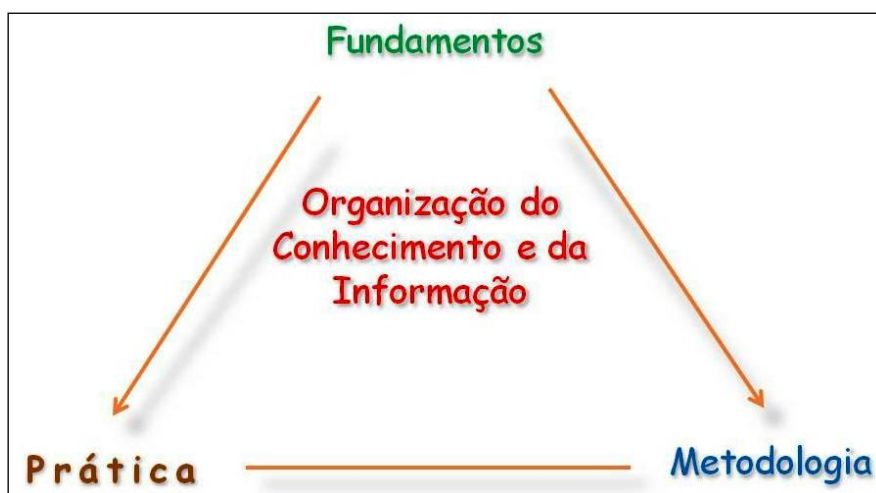 Fundamentos
Organização do
Conhecimento e da
Informação
Prática
Metodologia